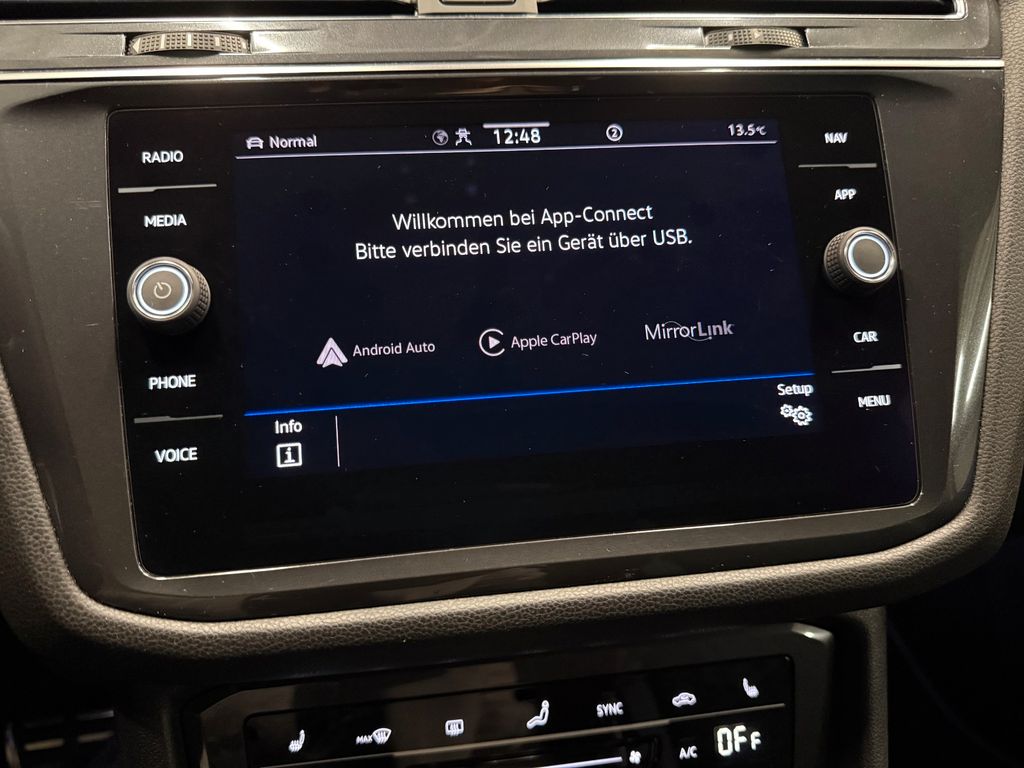 Normal
12:48
2
13.5°C
RADIO
MEDIA
PHONE
VOICE
Willkommen bei App-Connect
Bitte verbinden Sie ein Gerät über USB.
Android Auto
Apple CarPlay
MirrorLink
Info
i
Setup
NAV
APP
CAR
MENU
MAX
SYNC
A/C
OFF